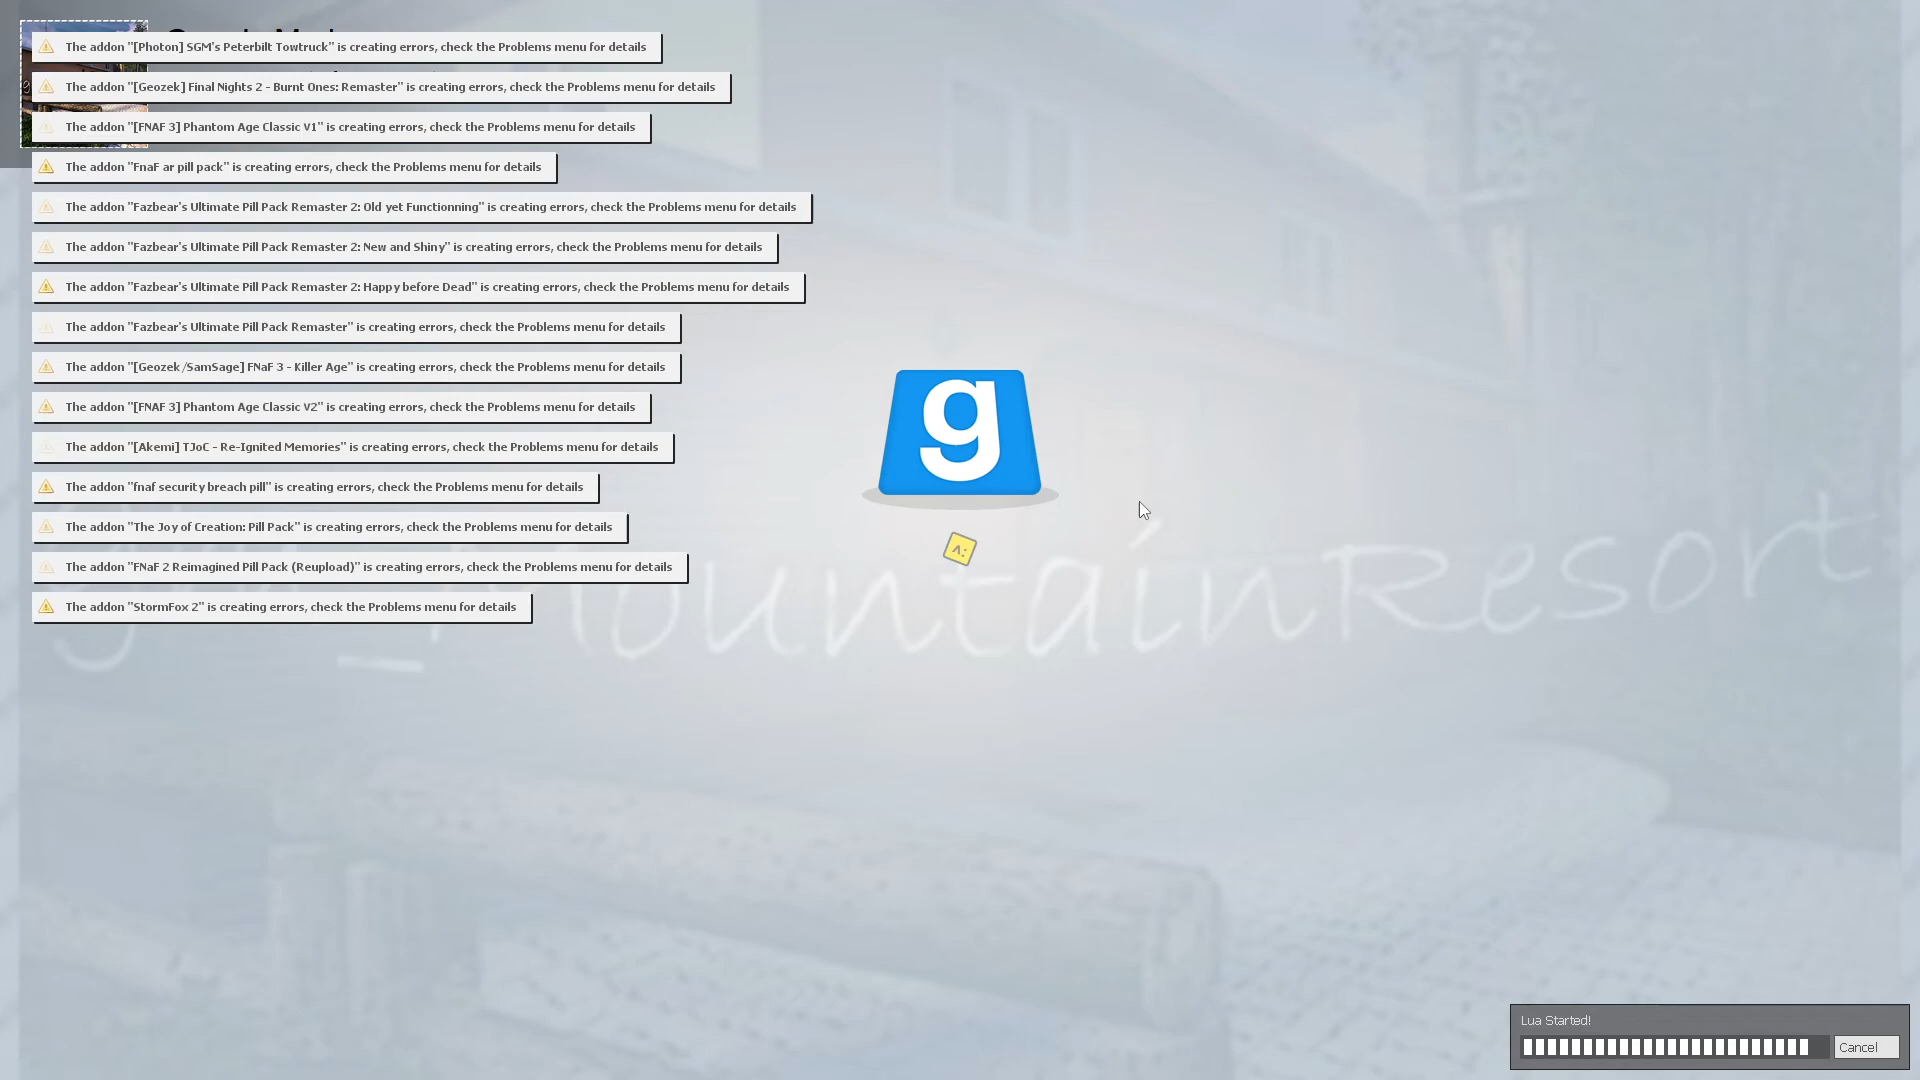 The addon "[Photon] SGM's Peterbilt Towtruck" is creating errors, check the Problems menu for details
The addon "[Geozek] Final Nights 2 - Burnt Ones: Remaster" is creating errors, check the Problems menu for details
The addon "[FNAF 3] Phantom Age Classic V1" is creating errors, check the Problems menu for details
The addon "FnaF ar pill pack" is creating errors, check the Problems menu for details
The addon "Fazbear's Ultimate Pill Pack Remaster 2: Old yet Functionning" is creating errors, check the Problems menu for details
The addon "Fazbear's Ultimate Pill Pack Remaster 2: New and Shiny" is creating errors, check the Problems menu for details
The addon "Fazbear's Ultimate Pill Pack Remaster 2: Happy before Dead" is creating errors, check the Problems menu for details
The addon "Fazbear's Ultimate Pill Pack Remaster" is creating errors, check the Problems menu for details
The addon "[Geozek/SamSage] FNaF 3 - Killer Age" is creating errors, check the Problems menu for details
The addon "[FNAF 3] Phantom Age Classic V2" is creating errors, check the Problems menu for details
The addon "[Akemi] TJoC - Re-Ignited Memories" is creating errors, check the Problems menu for details
The addon "fnaf security breach pill" is creating errors, check the Problems menu for details
The addon "The Joy of Creation: Pill Pack" is creating errors, check the Problems menu for details
The addon "FNaF 2 Reimagined Pill Pack (Reupload)" is creating errors, check the Problems menu for details
The addon "StormFox 2" is creating errors, check the Problems menu for details
g
MountainResort
Lua Started!
Cancel